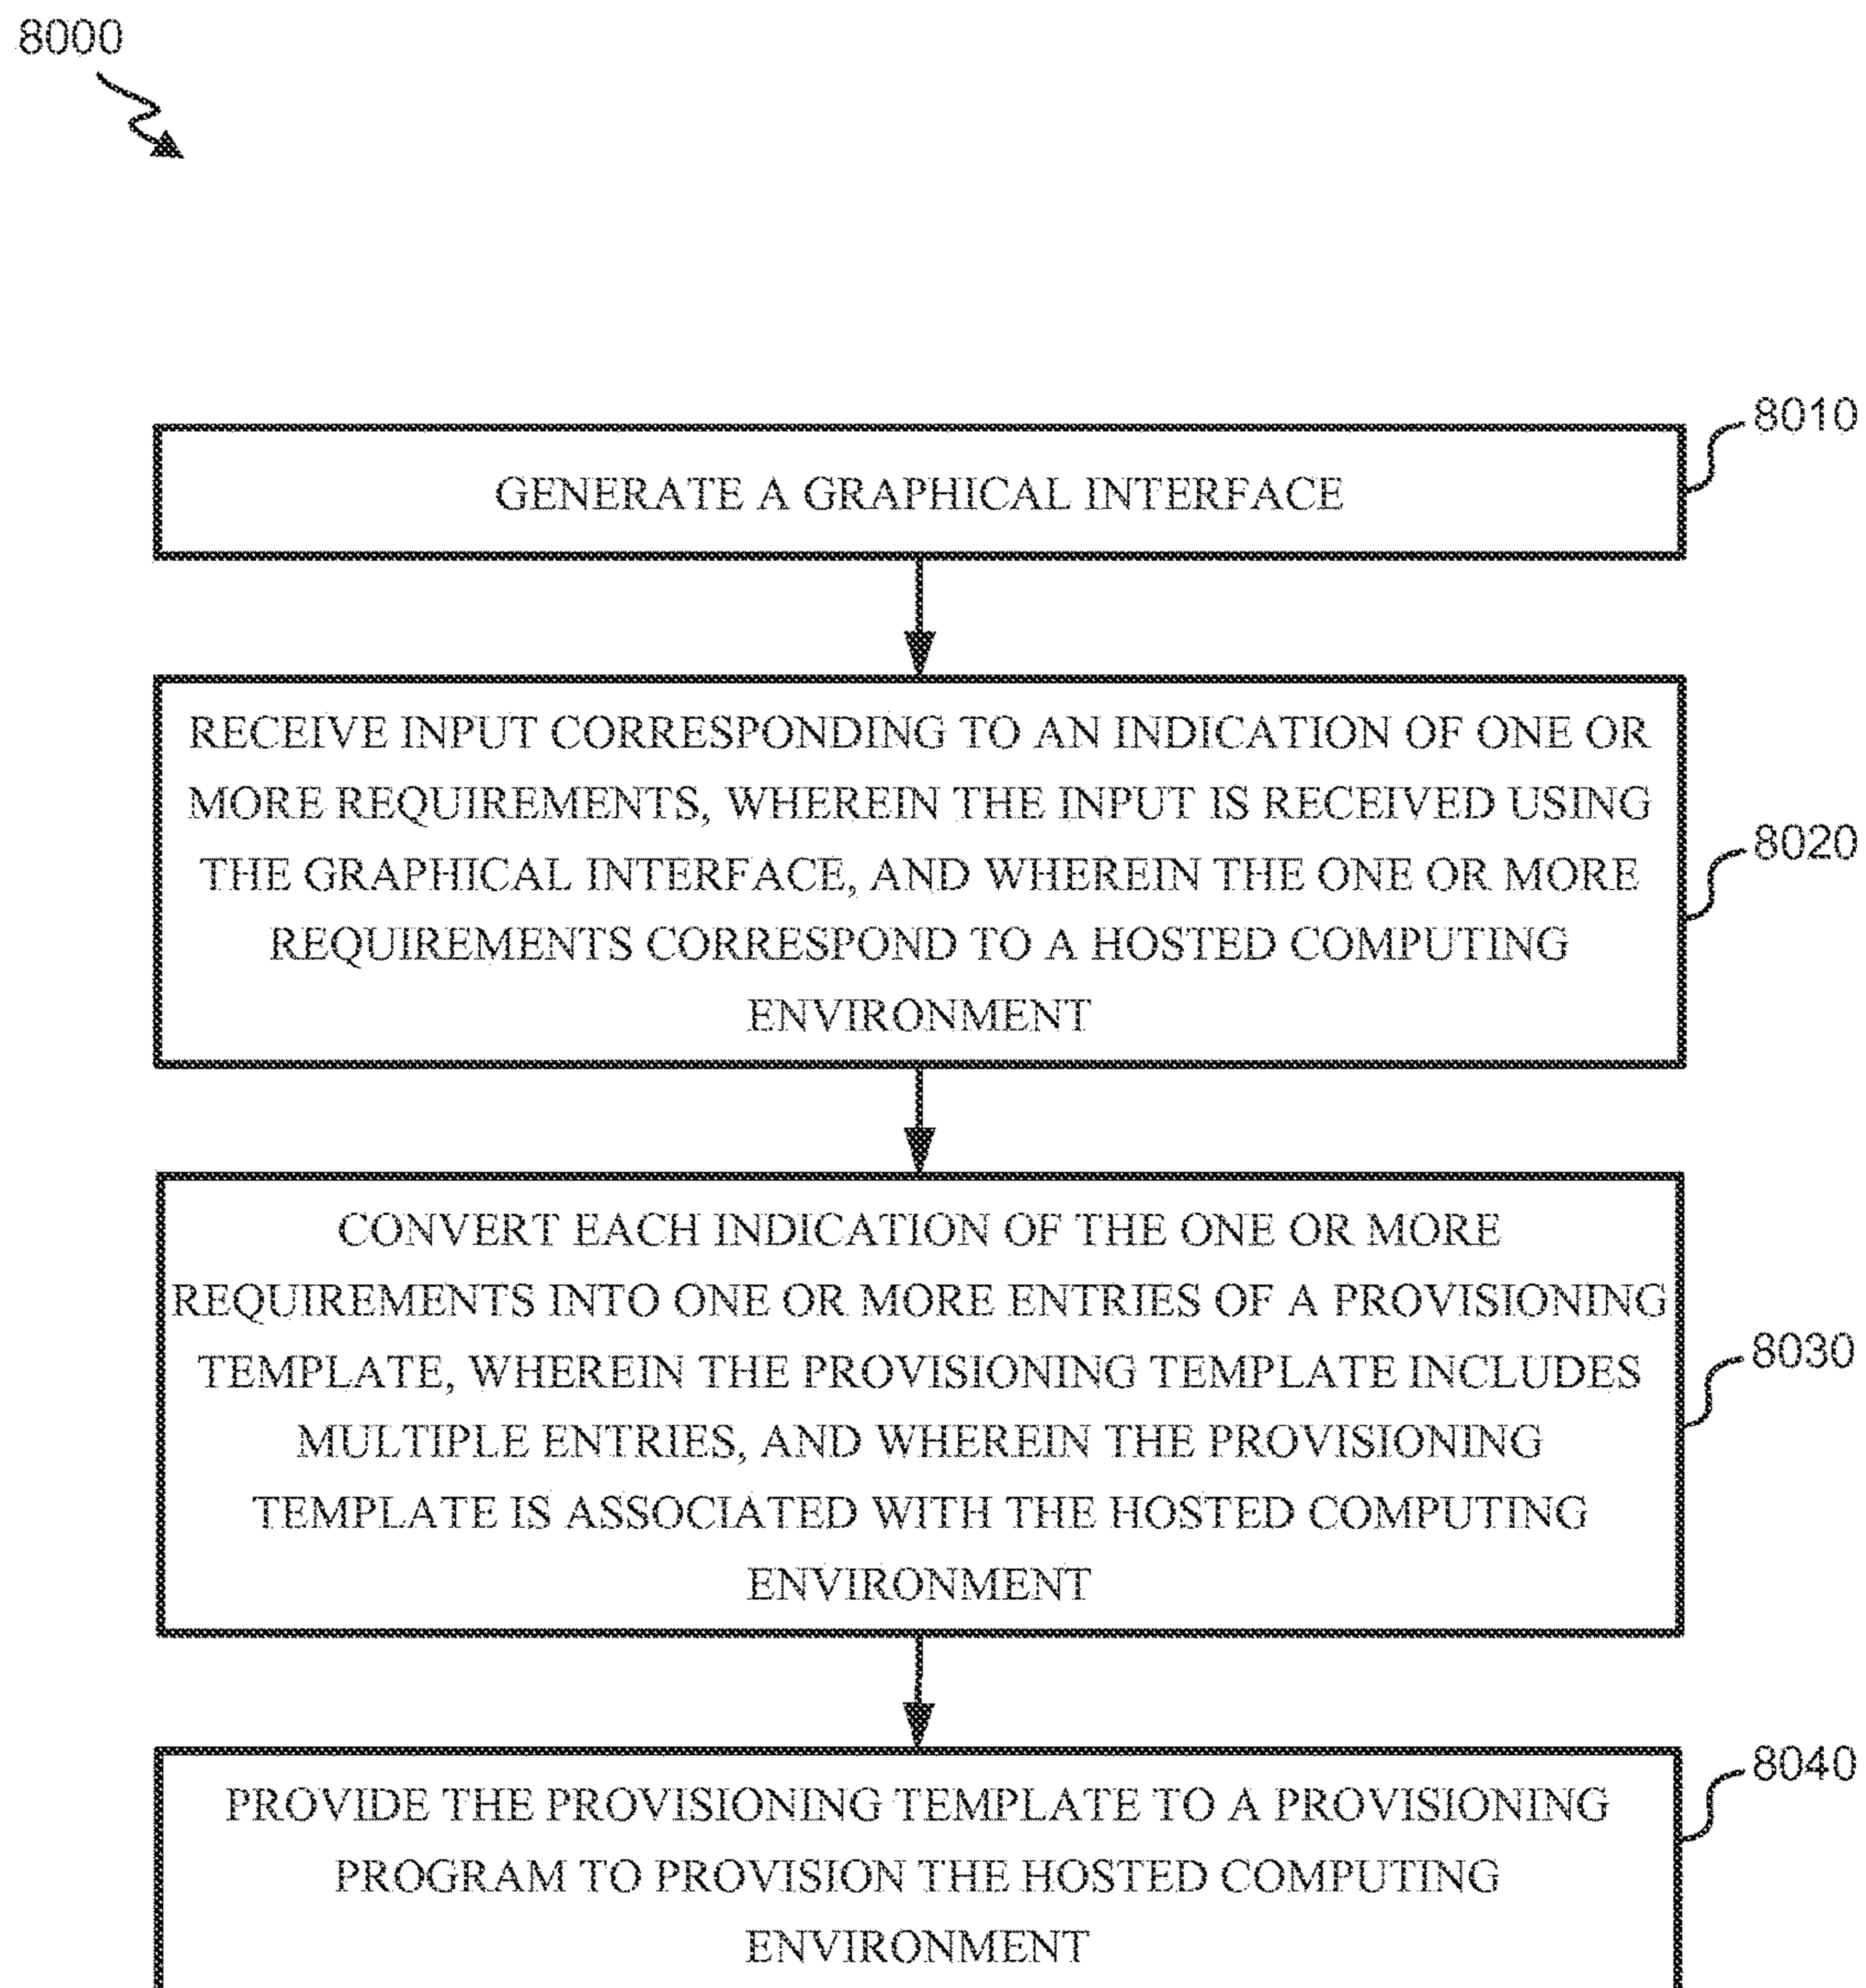 8000
8010
GENERATE A GRAPHICAL INTERFACE
RECEIVE INPUT CORRESPONDING TO AN INDICATION OF ONE OR
MORE REQUIREMENTS, WHEREIN THE INPUT IS RECEIVED USING
8020
THE GRAPHICAL INTERFACE, AND WHEREIN THE ONE OR MORE
REQUIREMENTS CORRESPOND TO A HOSTED COMPUTING
ENVIRONMENT
CONVERT EACH INDICATION OF THE ONE OR MORE
REQUIREMENTS INTO ONE OR MORE ENTRIES OF A PROVISIONING
8030
TEMPLATE, WHEREIN THE PROVISIONING TEMPLATE INCLUDES
MULTIPLE ENTRIES, AND WHEREIN THE PROVISIONING
TEMPLATE IS ASSOCIATED WITH THE HOSTED COMPUTING
ENVIRONMENT
8040
PROVIDE THE PROVISIONING TEMPLATE TO A PROVISIONING
PROGRAM TO PROVISION THE HOSTED COMPUTING
ENVIRONMENT